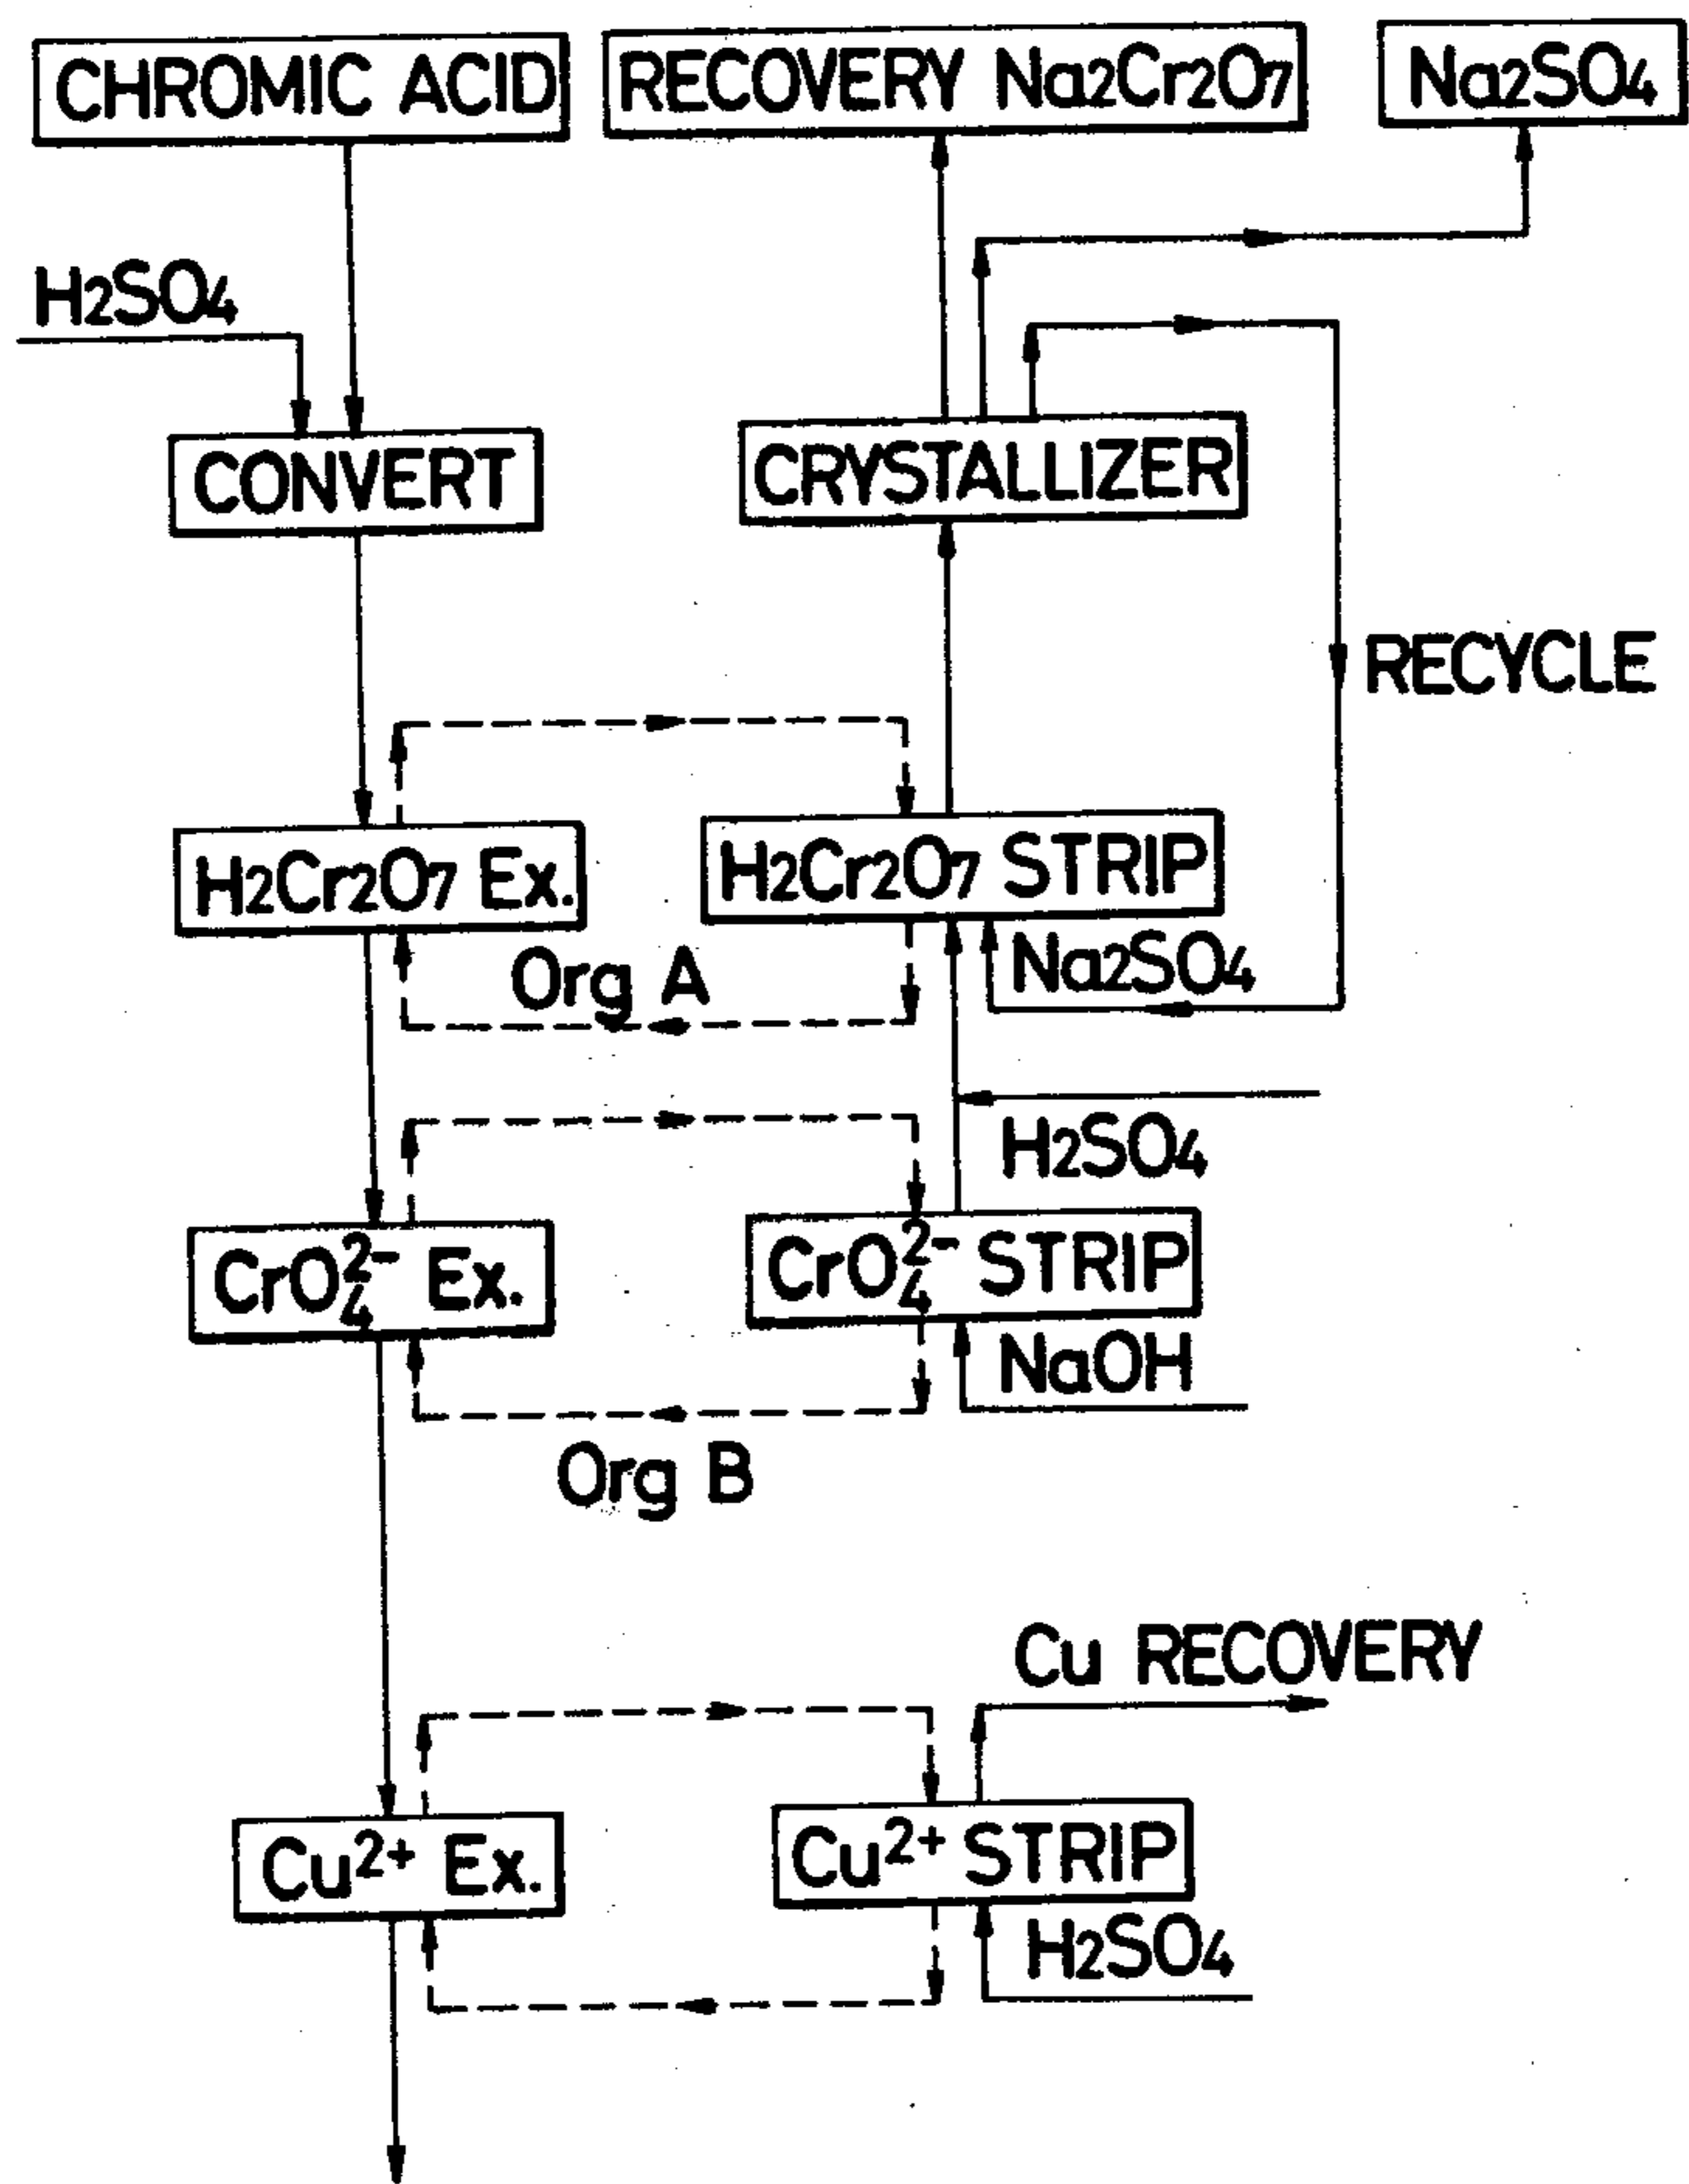 CHROMIC ACID
RECOVERY Na2Cr2O7
Na2SO4
H2SO4
CONVERT
CRYSTALLIZER
RECYCLE
H2Cr2O7 Ex.
H2Cr2O7 STRIP
Org A
Na2SO4
H2SO4
CrO4^2- Ex.
CrO4^2- STRIP
NaOH
Org B
Cu RECOVERY
Cu^2+ Ex.
Cu^2+ STRIP
H2SO4